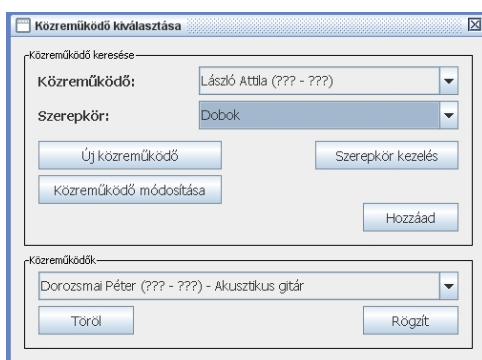 Közreműködő kiválasztása
Közreműködő keresése
Közreműködő: László Attila (??? - ???)
Szerepkör: Dobok
Új közreműködő Szerepkör kezelés
Közreműködő módosítása
Hozzáad
Közreműködők
Dorozsmai Péter (??? - ???) - Akusztikus gitár
Töröl Rögzít